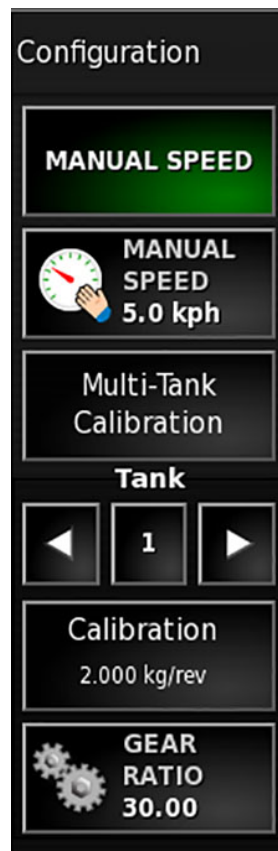 Configuration
MANUAL SPEED
MANUAL
SPEED
5.0 kph
Multi-Tank
Calibration
Tank
1
Calibration
2.000 kg/rev
GEAR
RATIO
30.00